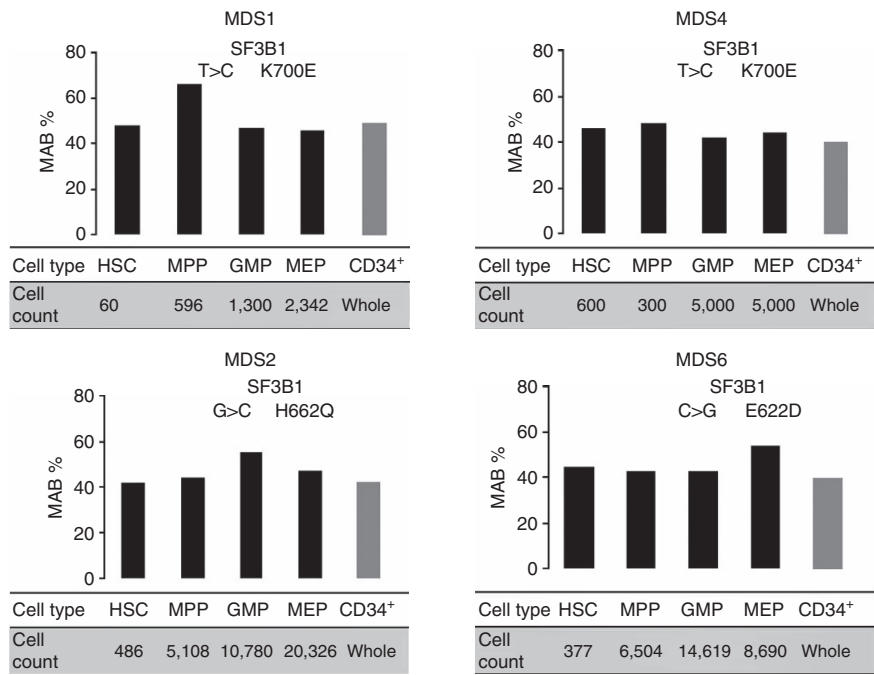 MDS1
SF3B1
T>C K700E
MAB %
80
60
40
20
0
Cell type HSC MPP GMP MEP CD34+
Cell count 60 596 1,300 2,342 Whole
MDS4
SF3B1
T>C K700E
MAB %
80
60
40
20
0
Cell type HSC MPP GMP MEP CD34+
Cell count 600 300 5,000 5,000 Whole
MDS2
SF3B1
G>C H662Q
MAB %
80
60
40
20
0
Cell type HSC MPP GMP MEP CD34+
Cell count 486 5,108 10,780 20,326 Whole
MDS6
SF3B1
C>G E622D
MAB %
80
60
40
20
0
Cell type HSC MPP GMP MEP CD34+
Cell count 377 6,504 14,619 8,690 Whole